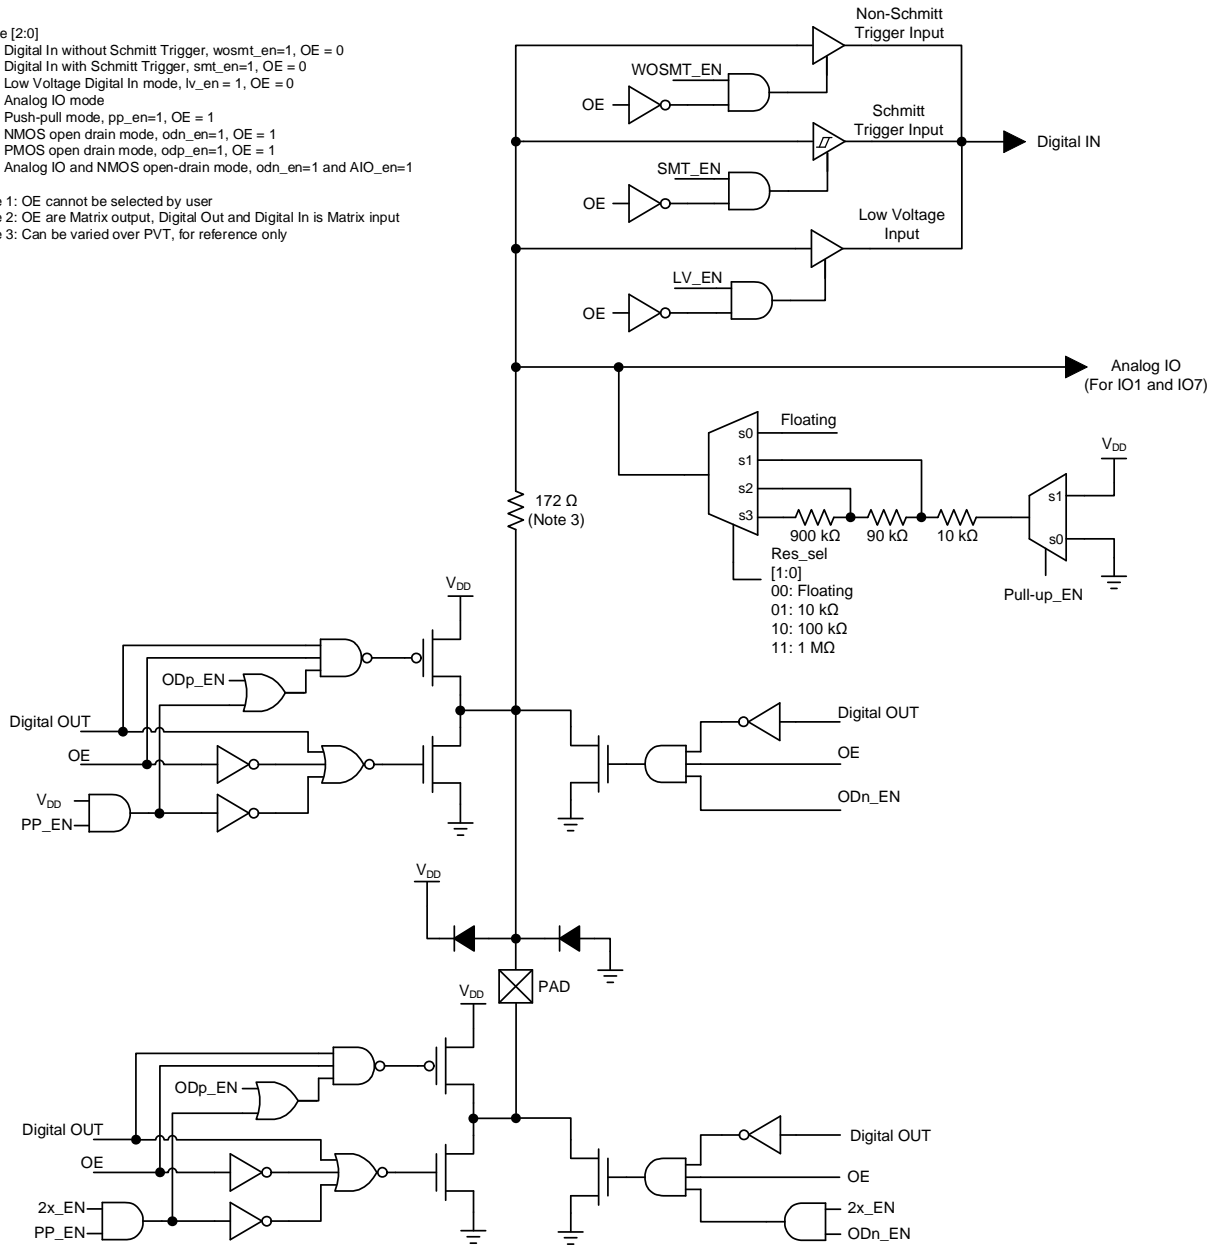 e [2:0]
Digital In without Schmitt Trigger, wosmt_en=1, OE = 0
Digital In with Schmitt Trigger, smt_en=1, OE = 0
Low Voltage Digital In mode, lv_en = 1, OE = 0
Analog IO mode
Push-pull mode, pp_en=1, OE = 1
NMOS open drain mode, odn_en=1, OE = 1
PMOS open drain mode, odp_en=1, OE = 1
Analog IO and NMOS open-drain mode, odn_en=1 and AIO_en=1
e 1: OE cannot be selected by user
e 2: OE are Matrix output, Digital Out and Digital In is Matrix input
e 3: Can be varied over PVT, for reference only
Non-Schmitt
Trigger Input
WOSMT_EN
OE
Schmitt
Trigger Input
Digital IN
SMT_EN
OE
Low Voltage
Input
LV_EN
OE
Analog IO
(For IO1 and IO7)
s0
Floating
s1
s2
s3
900 kΩ
90 kΩ
10 kΩ
VDD
s1
s0
Pull-up_EN
172 Ω
(Note 3)
Res_sel
[1:0]
00: Floating
01: 10 kΩ
10: 100 kΩ
11: 1 MΩ
VDD
ODp_EN
Digital OUT
OE
VDD
PP_EN
Digital OUT
OE
ODn_EN
VDD
PAD
VDD
ODp_EN
Digital OUT
OE
2x_EN
PP_EN
Digital OUT
OE
2x_EN
ODn_EN